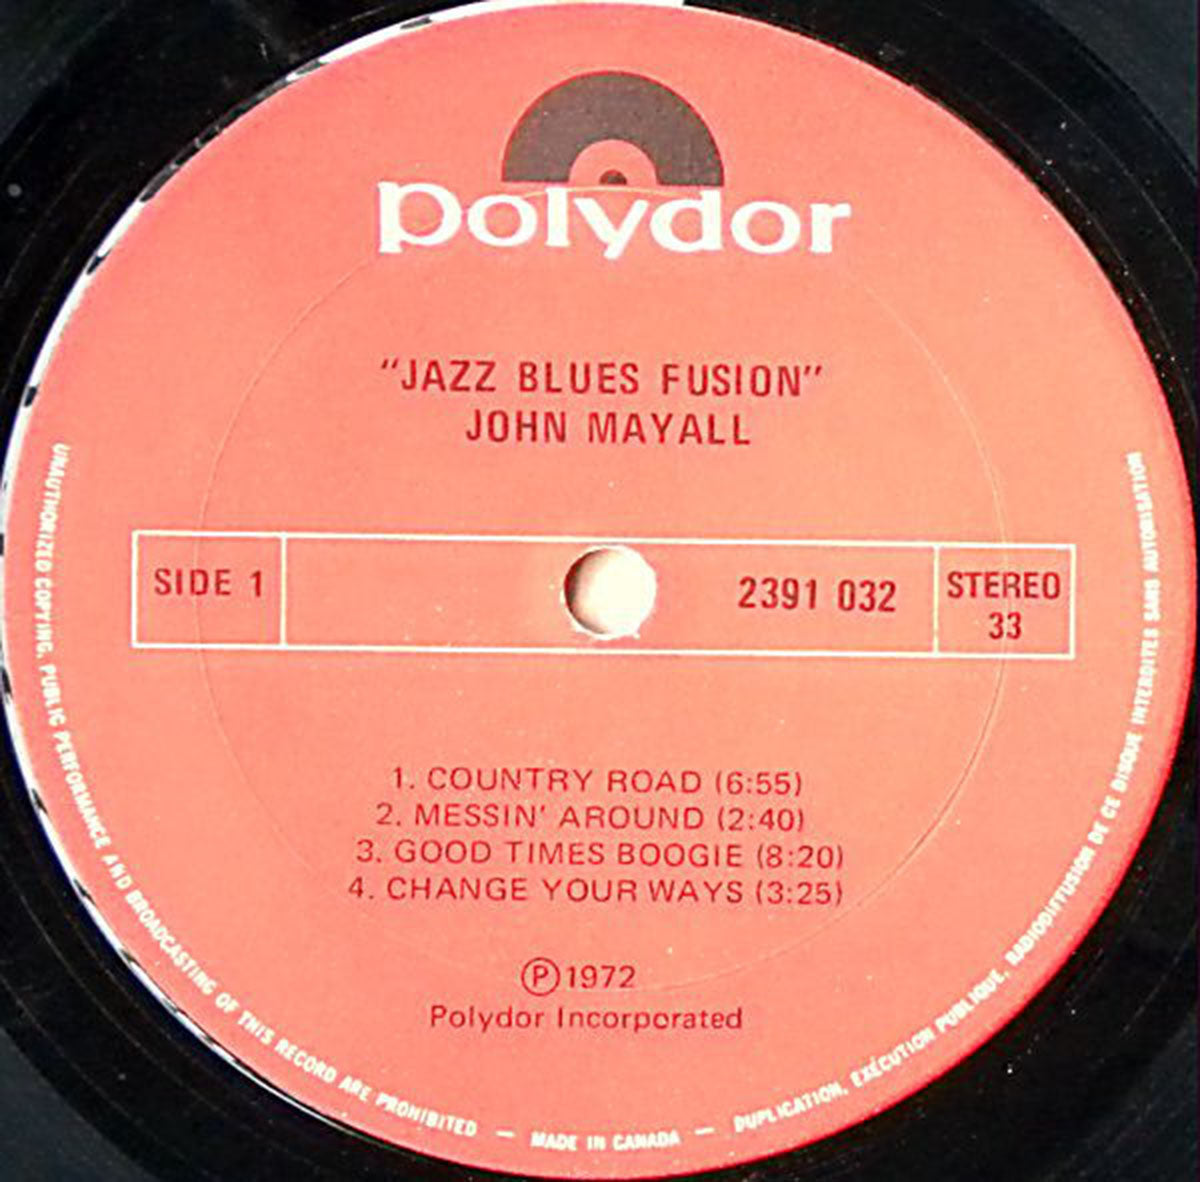 polydor
"JAZZ BLUES FUSION"
JOHN MAYALL
SIDE 1
2391 032
STEREO
33
1. COUNTRY ROAD (6:55)
2. MESSIN' AROUND (2:40)
3. GOOD TIMES BOOGIE (8:20)
4. CHANGE YOUR WAYS (3:25)
Ⓟ1972
Polydor Incorporated
UNAUTHORIZED COPYING, PUBLIC PERFORMANCE AND BROADCASTING OF THIS RECORD ARE PROHIBITED — MADE IN CANADA — DUPLICATION, EXÉCUTION PUBLIQUE, RADIODIFFUSION DE CE DISQUE INTERDITES SANS AUTORISATION